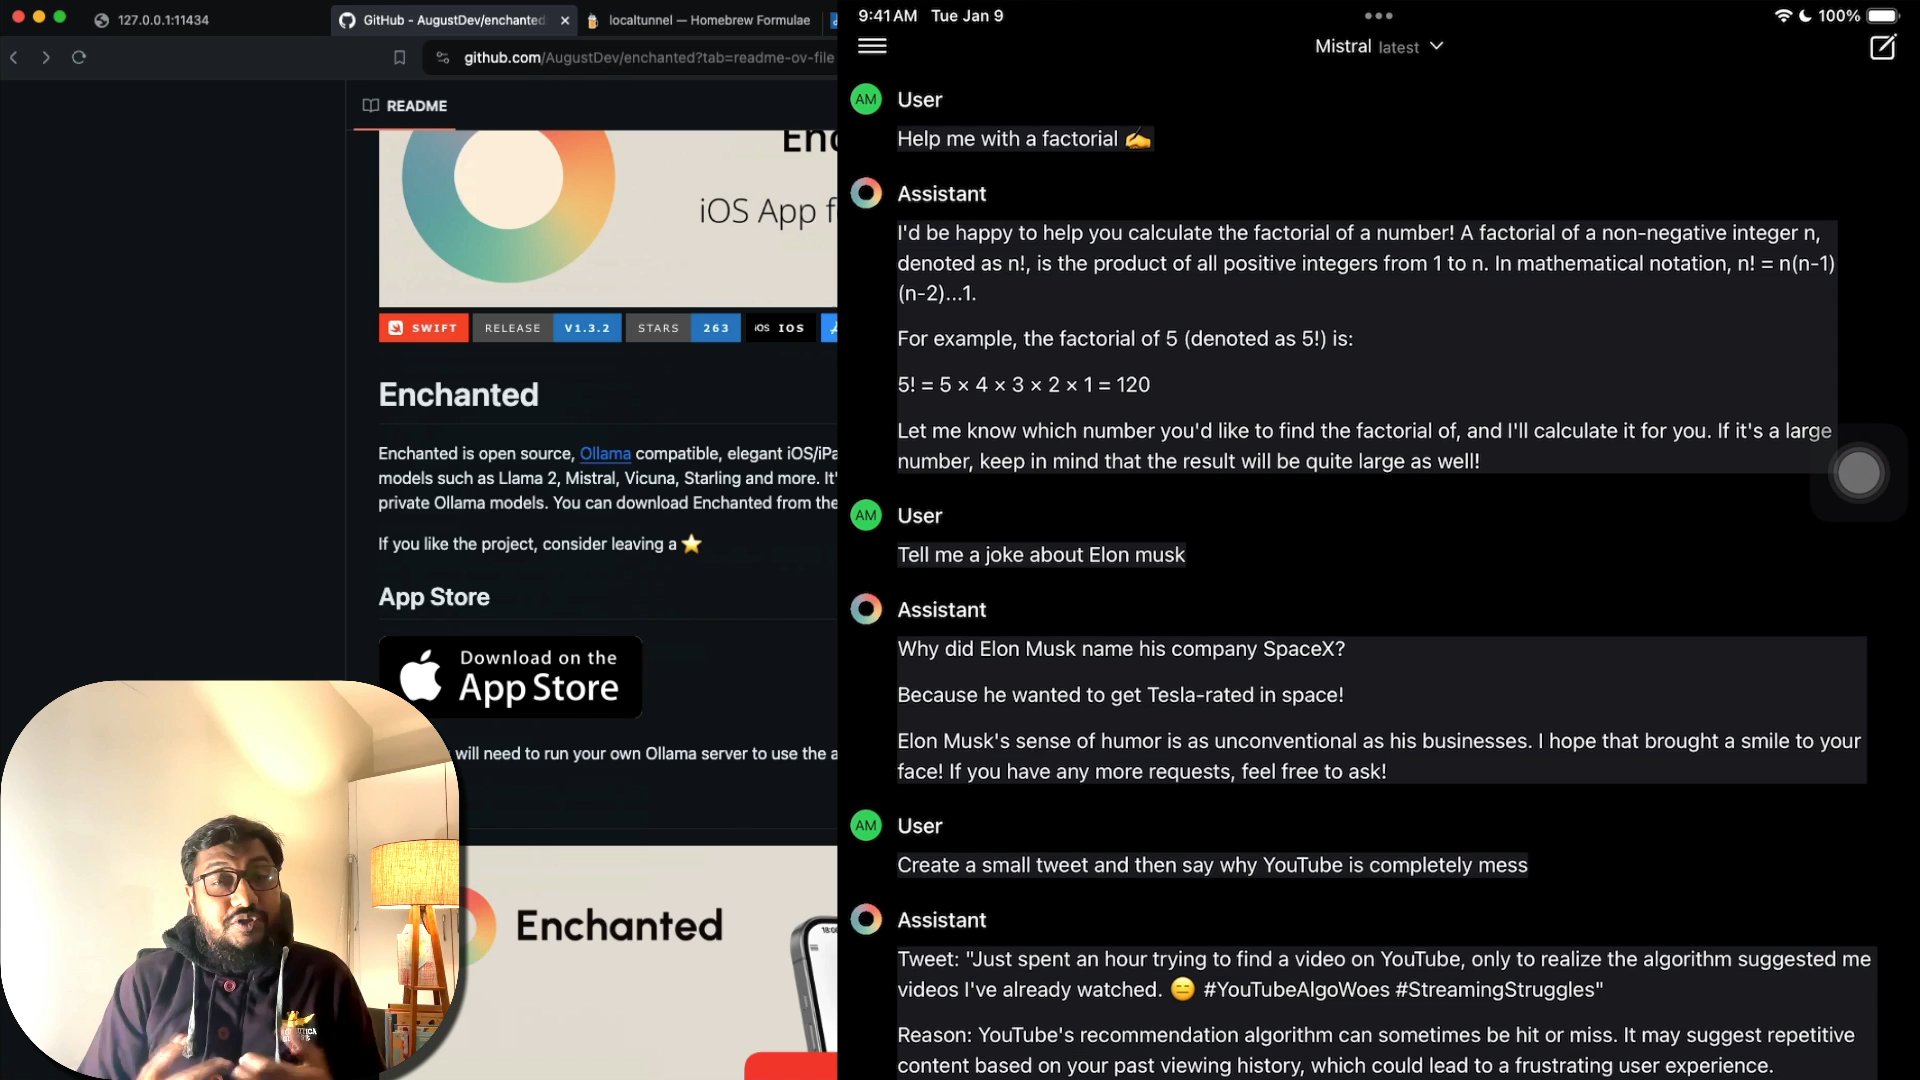 127.0.0.1:11434
GitHub - AugustDev/enchanted
localtunnel — Homebrew Formulae
github.com/AugustDev/enchanted?tab=readme-ov-file
README
iOS App f
SWIFT
RELEASE V1.3.2
STARS 263
iOS IOS
Enchanted
Enchanted is open source, Ollama compatible, elegant iOS/iPa
models such as Llama 2, Mistral, Vicuna, Starling and more. It'
private Ollama models. You can download Enchanted from the
If you like the project, consider leaving a ⭐
App Store
Download on the
App Store
will need to run your own Ollama server to use the a
Enchanted
9:41 AM Tue Jan 9
100%
Mistral latest
AM
User
Help me with a factorial ✍️
Assistant
I'd be happy to help you calculate the factorial of a number! A factorial of a non-negative integer n,
denoted as n!, is the product of all positive integers from 1 to n. In mathematical notation, n! = n(n-1)
(n-2)...1.
For example, the factorial of 5 (denoted as 5!) is:
5! = 5 × 4 × 3 × 2 × 1 = 120
Let me know which number you'd like to find the factorial of, and I'll calculate it for you. If it's a large
number, keep in mind that the result will be quite large as well!
AM
User
Tell me a joke about Elon musk
Assistant
Why did Elon Musk name his company SpaceX?
Because he wanted to get Tesla-rated in space!
Elon Musk's sense of humor is as unconventional as his businesses. I hope that brought a smile to your
face! If you have any more requests, feel free to ask!
AM
User
Create a small tweet and then say why YouTube is completely mess
Assistant
Tweet: "Just spent an hour trying to find a video on YouTube, only to realize the algorithm suggested me
videos I've already watched. 😑 #YouTubeAlgoWoes #StreamingStruggles"
Reason: YouTube's recommendation algorithm can sometimes be hit or miss. It may suggest repetitive
content based on your past viewing history, which could lead to a frustrating user experience.